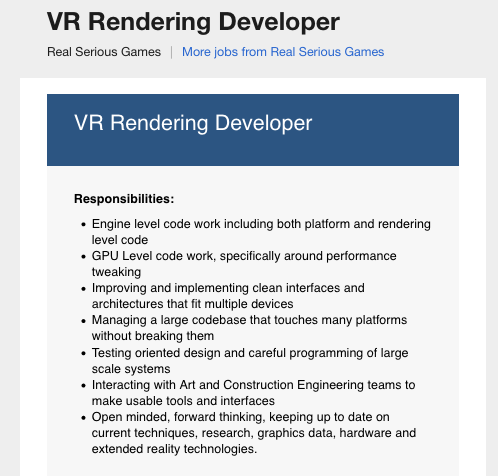 VR Rendering Developer
Real Serious Games | More jobs from Real Serious Games
VR Rendering Developer
Responsibilities:
• Engine level code work including both platform and rendering
level code
• GPU Level code work, specifically around performance
tweaking
• Improving and implementing clean interfaces and
architectures that fit multiple devices
• Managing a large codebase that touches many platforms
without breaking them
• Testing oriented design and careful programming of large
scale systems
• Interacting with Art and Construction Engineering teams to
make usable tools and interfaces
• Open minded, forward thinking, keeping up to date on
current techniques, research, graphics data, hardware and
extended reality technologies.